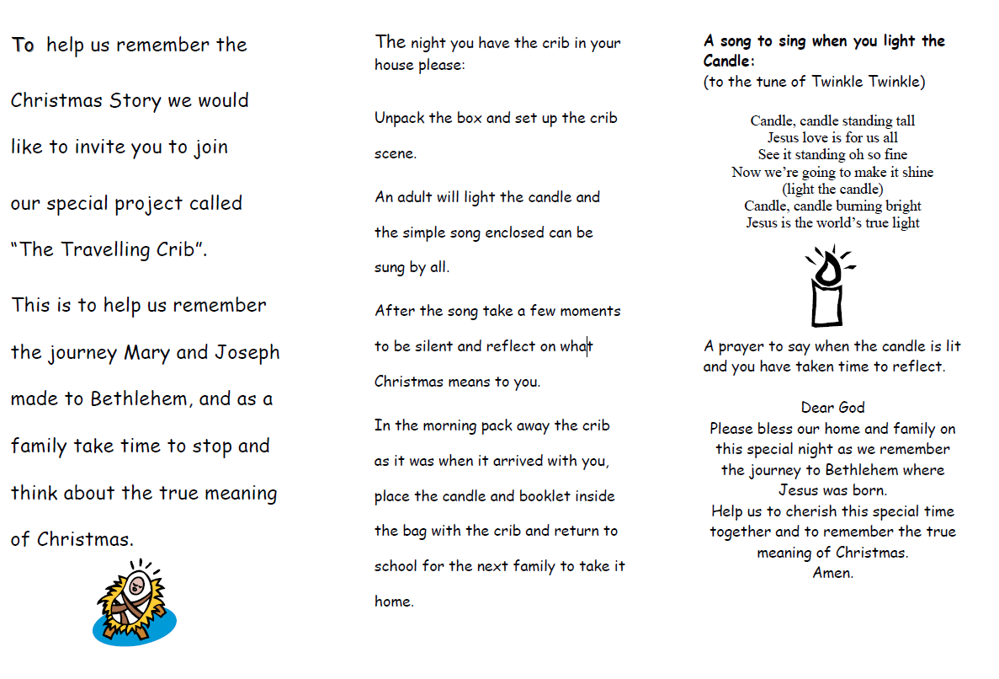 To help us remember the
Christmas Story we would
like to invite you to join
our special project called
“The Travelling Crib”.
This is to help us remember
the journey Mary and Joseph
made to Bethlehem, and as a
family take time to stop and
think about the true meaning
of Christmas.
The night you have the crib in your
house please:
Unpack the box and set up the crib
scene.
An adult will light the candle and
the simple song enclosed can be
sung by all.
After the song take a few moments
to be silent and reflect on what
Christmas means to you.
In the morning pack away the crib
as it was when it arrived with you,
place the candle and booklet inside
the bag with the crib and return to
school for the next family to take it
home.
A song to sing when you light the
Candle:
(to the tune of Twinkle Twinkle)
Candle, candle standing tall
Jesus love is for us all
See it standing oh so fine
Now we’re going to make it shine
(light the candle)
Candle, candle burning bright
Jesus is the world’s true light
A prayer to say when the candle is lit
and you have taken time to reflect.
Dear God
Please bless our home and family on
this special night as we remember
the journey to Bethlehem where
Jesus was born.
Help us to cherish this special time
together and to remember the true
meaning of Christmas.
Amen.